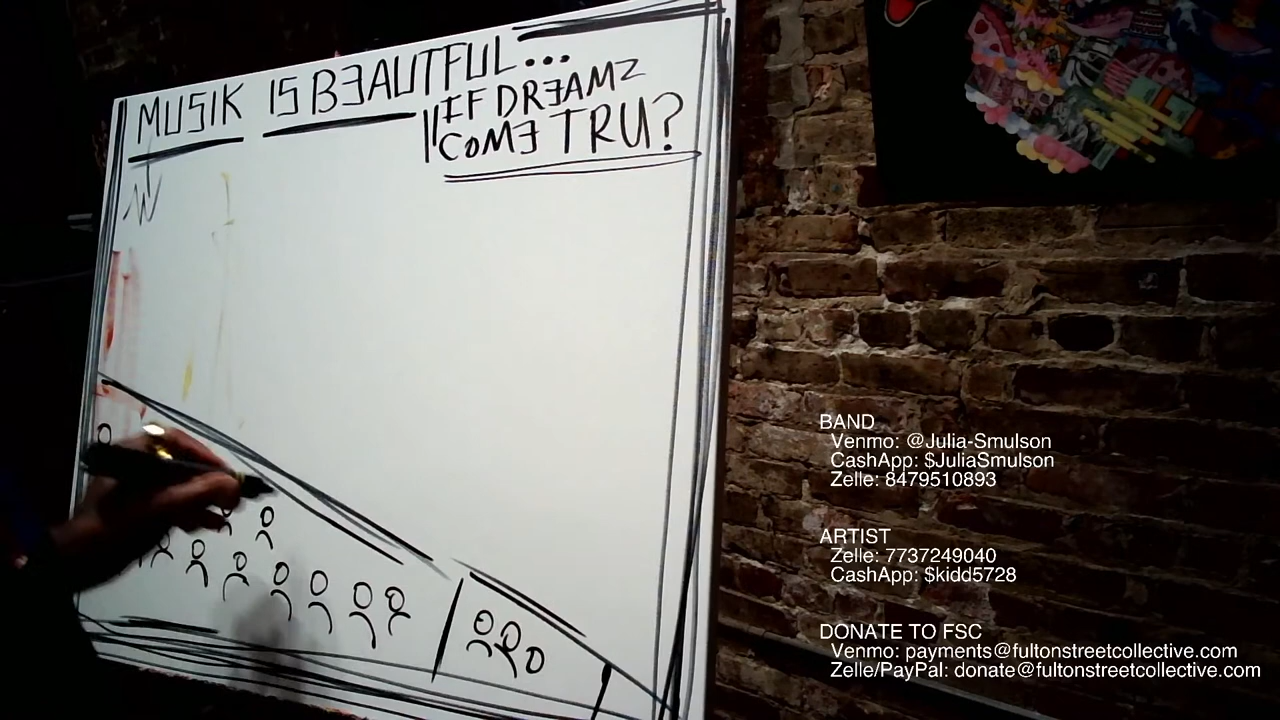 MUSIK IS BEAUTFUL...
IF DREAMZ
COME TRU?
BAND
Venmo: @Julia-Smulson
CashApp: $JuliaSmulson
Zelle: 8479510893
ARTIST
Zelle: 7737249040
CashApp: $kidd5728
DONATE TO FSC
Venmo: payments@fultonstreetcollective.com
Zelle/PayPal: donate@fultonstreetcollective.com